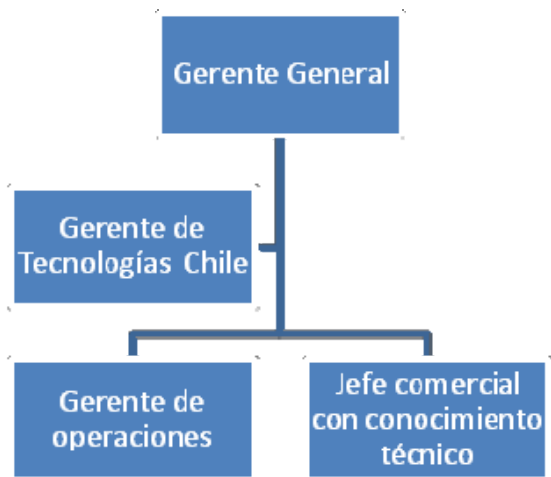 Gerente General
Gerente de
Tecnologías Chile
Gerente de
operaciones
Jefe comercial
con conocimiento
técnico